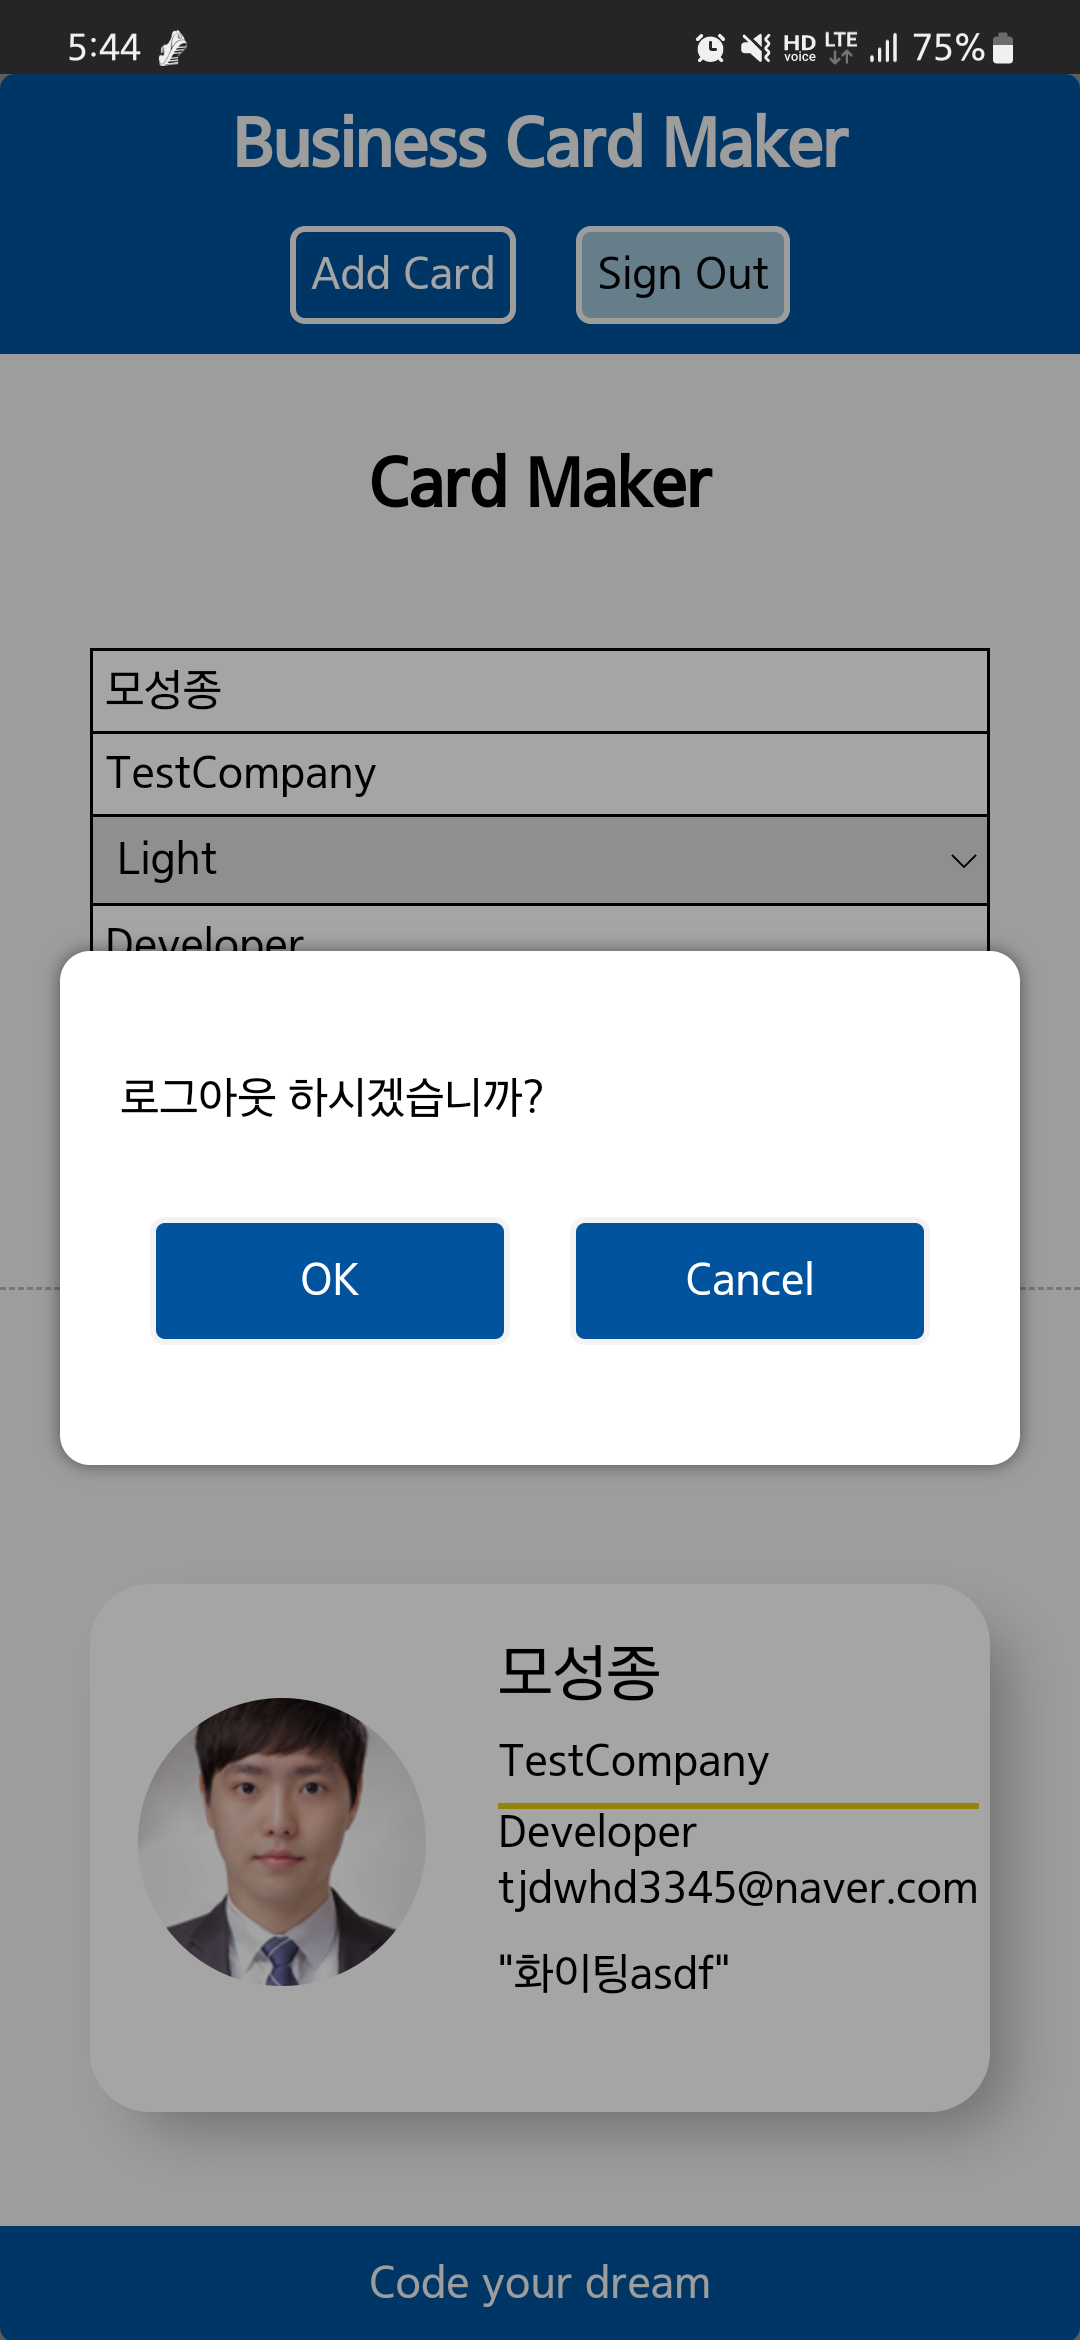 5:44 HD voice LTE 75%
Business Card Maker
Add Card Sign Out
Card Maker
모성종
TestCompany
Light
Developer
로그아웃 하시겠습니까?
OK Cancel
모성종
TestCompany
Developer
tjdwhd3345@naver.com
"화이팅asdf"
Code your dream